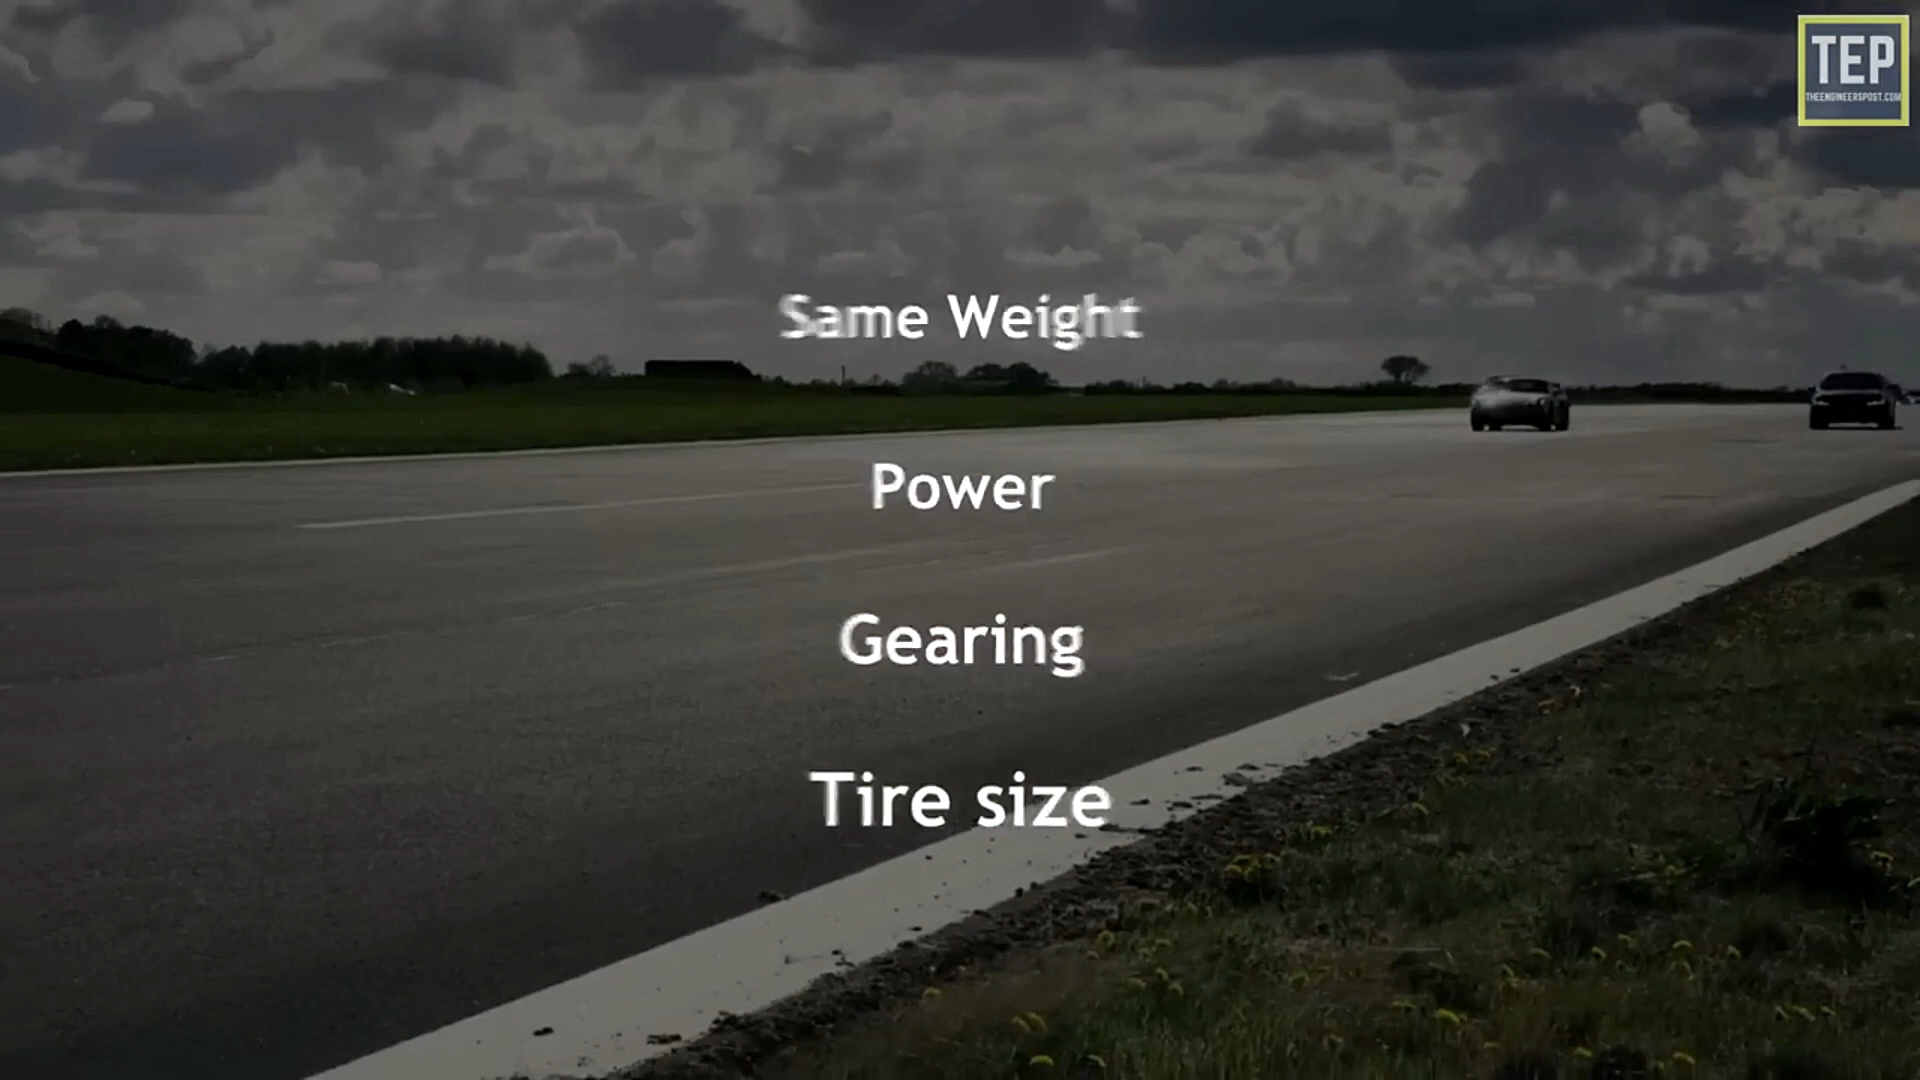 TEP
THEENGINEERSPOST.COM
Same Weight
Power
Gearing
Tire size